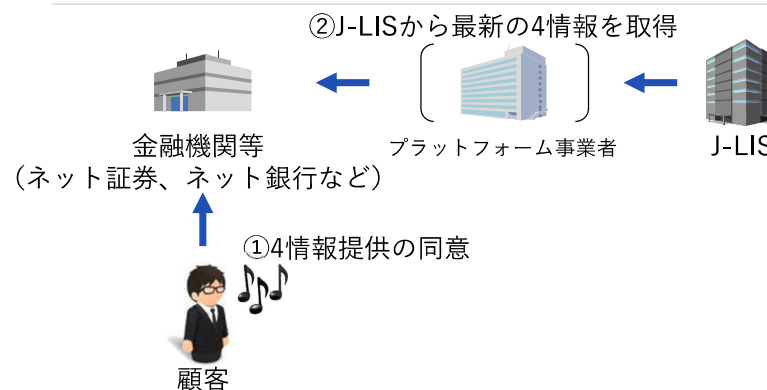 ②J-LISから最新の4情報を取得
金融機関等
（ネット証券、ネット銀行など）
プラットフォーム事業者
J-LIS
①4情報提供の同意
顧客